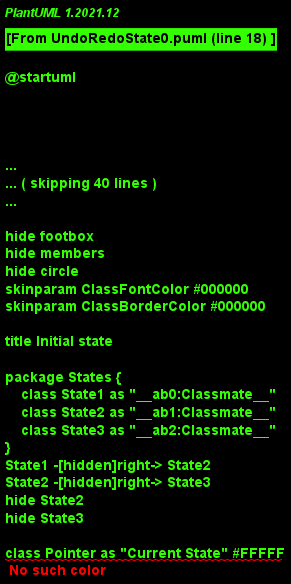 PlantUML 1.2021.12
[From UndoRedoState0.puml (line 18) ]
@startuml
...
... ( skipping 40 lines )
...
hide footbox
hide members
hide circle
skinparam ClassFontColor #000000
skinparam ClassBorderColor #000000
title Initial state
package States {
    class State1 as "__ab0:Classmate__"
    class State2 as "__ab1:Classmate__"
    class State3 as "__ab2:Classmate__"
}
State1 -[hidden]right-> State2
State2 -[hidden]right-> State3
hide State2
hide State3
class Pointer as "Current State" #FFFFF
No such color